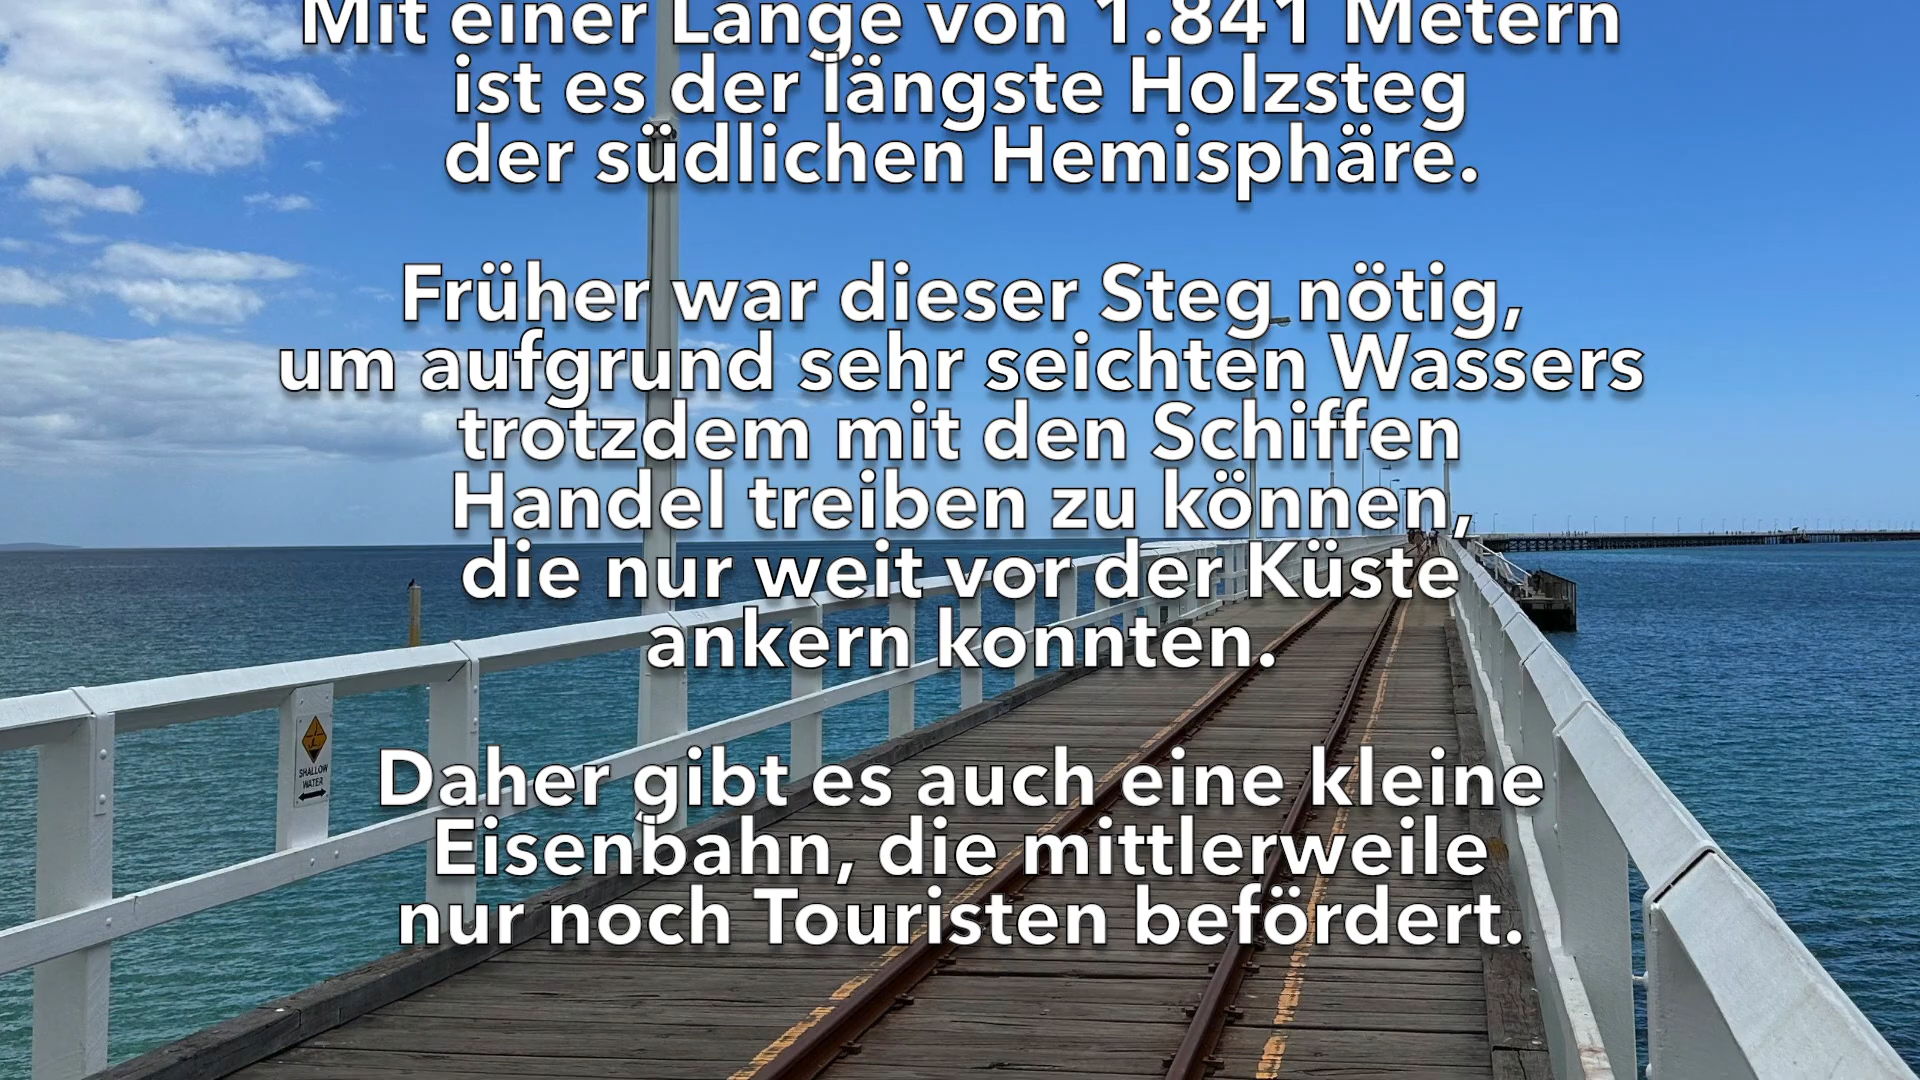 Mit einer Länge von 1.841 Metern
ist es der längste Holzsteg
der südlichen Hemisphäre.
Früher war dieser Steg nötig,
um aufgrund sehr seichten Wassers
trotzdem mit den Schiffen
Handel treiben zu können,
die nur weit vor der Küste
ankern konnten.
Daher gibt es auch eine kleine
Eisenbahn, die mittlerweile
nur noch Touristen befördert.
SHALLOW
WATER